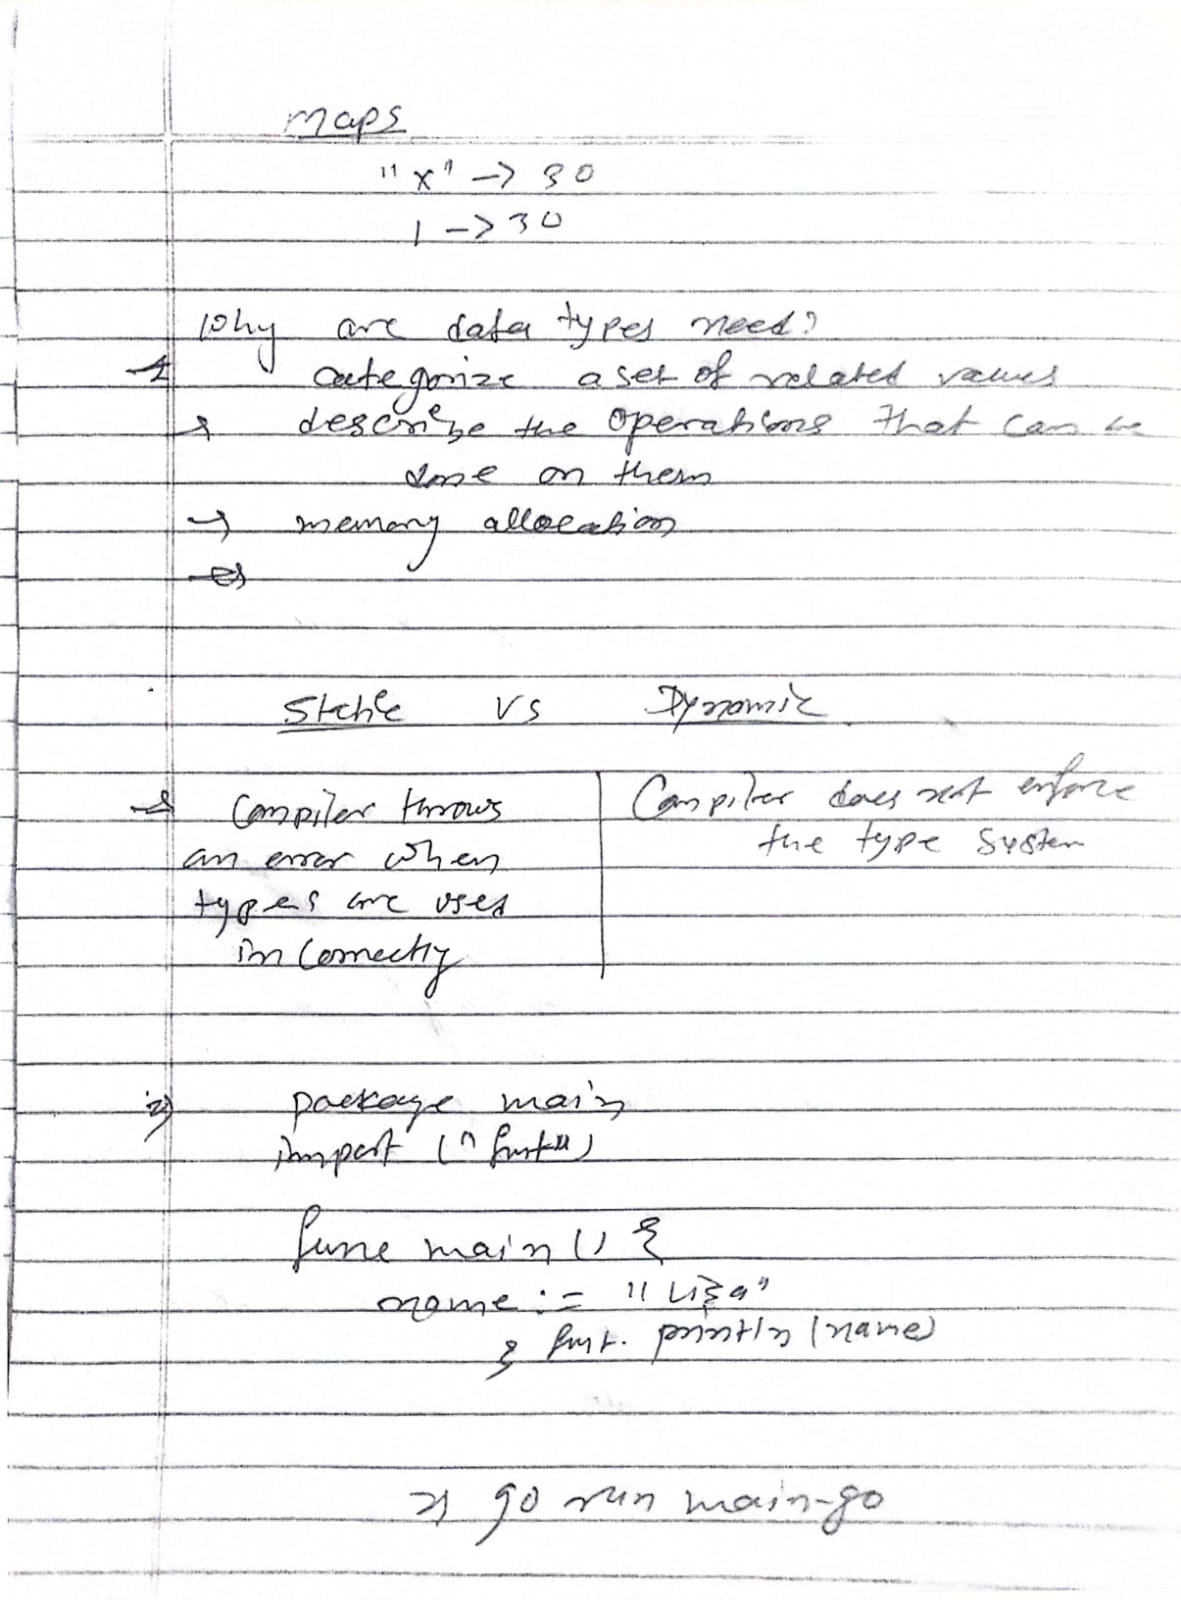 Maps
"x" -> 30
1 -> 30
Why are data types need?
-> categorize a set of related values
-> describe the operations that can be
done on them
-> memory allocation
Static Vs Dynamic
-> Compiler throws
an error when
types are used
incorrectly
Compiler does not enforce
the type system
=> package main
import ("fmt")
func main () {
name := "Lisa"
} fmt. println (name)
=> go run main.go